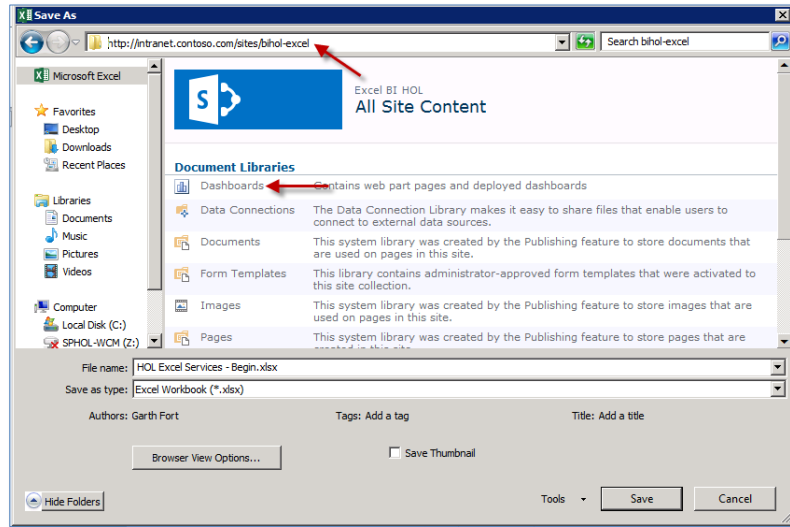 Save As
http://intranet.contoso.com/sites/bihol-excel
Search bihol-excel
Microsoft Excel
Favorites
Desktop
Downloads
Recent Places
Libraries
Documents
Music
Pictures
Videos
Computer
Local Disk (C:)
SPHOL-WCM (Z:)
S
Excel BI HOL
All Site Content
Document Libraries
Dashboards Contains web part pages and deployed dashboards
Data Connections The Data Connection Library makes it easy to share files that enable users to
connect to external data sources.
Documents This system library was created by the Publishing feature to store documents that
are used on pages in this site.
Form Templates This library contains administrator-approved form templates that were activated to
this site collection.
Images This system library was created by the Publishing feature to store images that are
used on pages in this site.
Pages This system library was created by the Publishing feature to store pages that are
File name: HOL Excel Services - Begin.xlsx
Save as type: Excel Workbook (*.xlsx)
Authors: Garth Fort Tags: Add a tag Title: Add a title
Browser View Options... Save Thumbnail
Hide Folders Tools Save Cancel